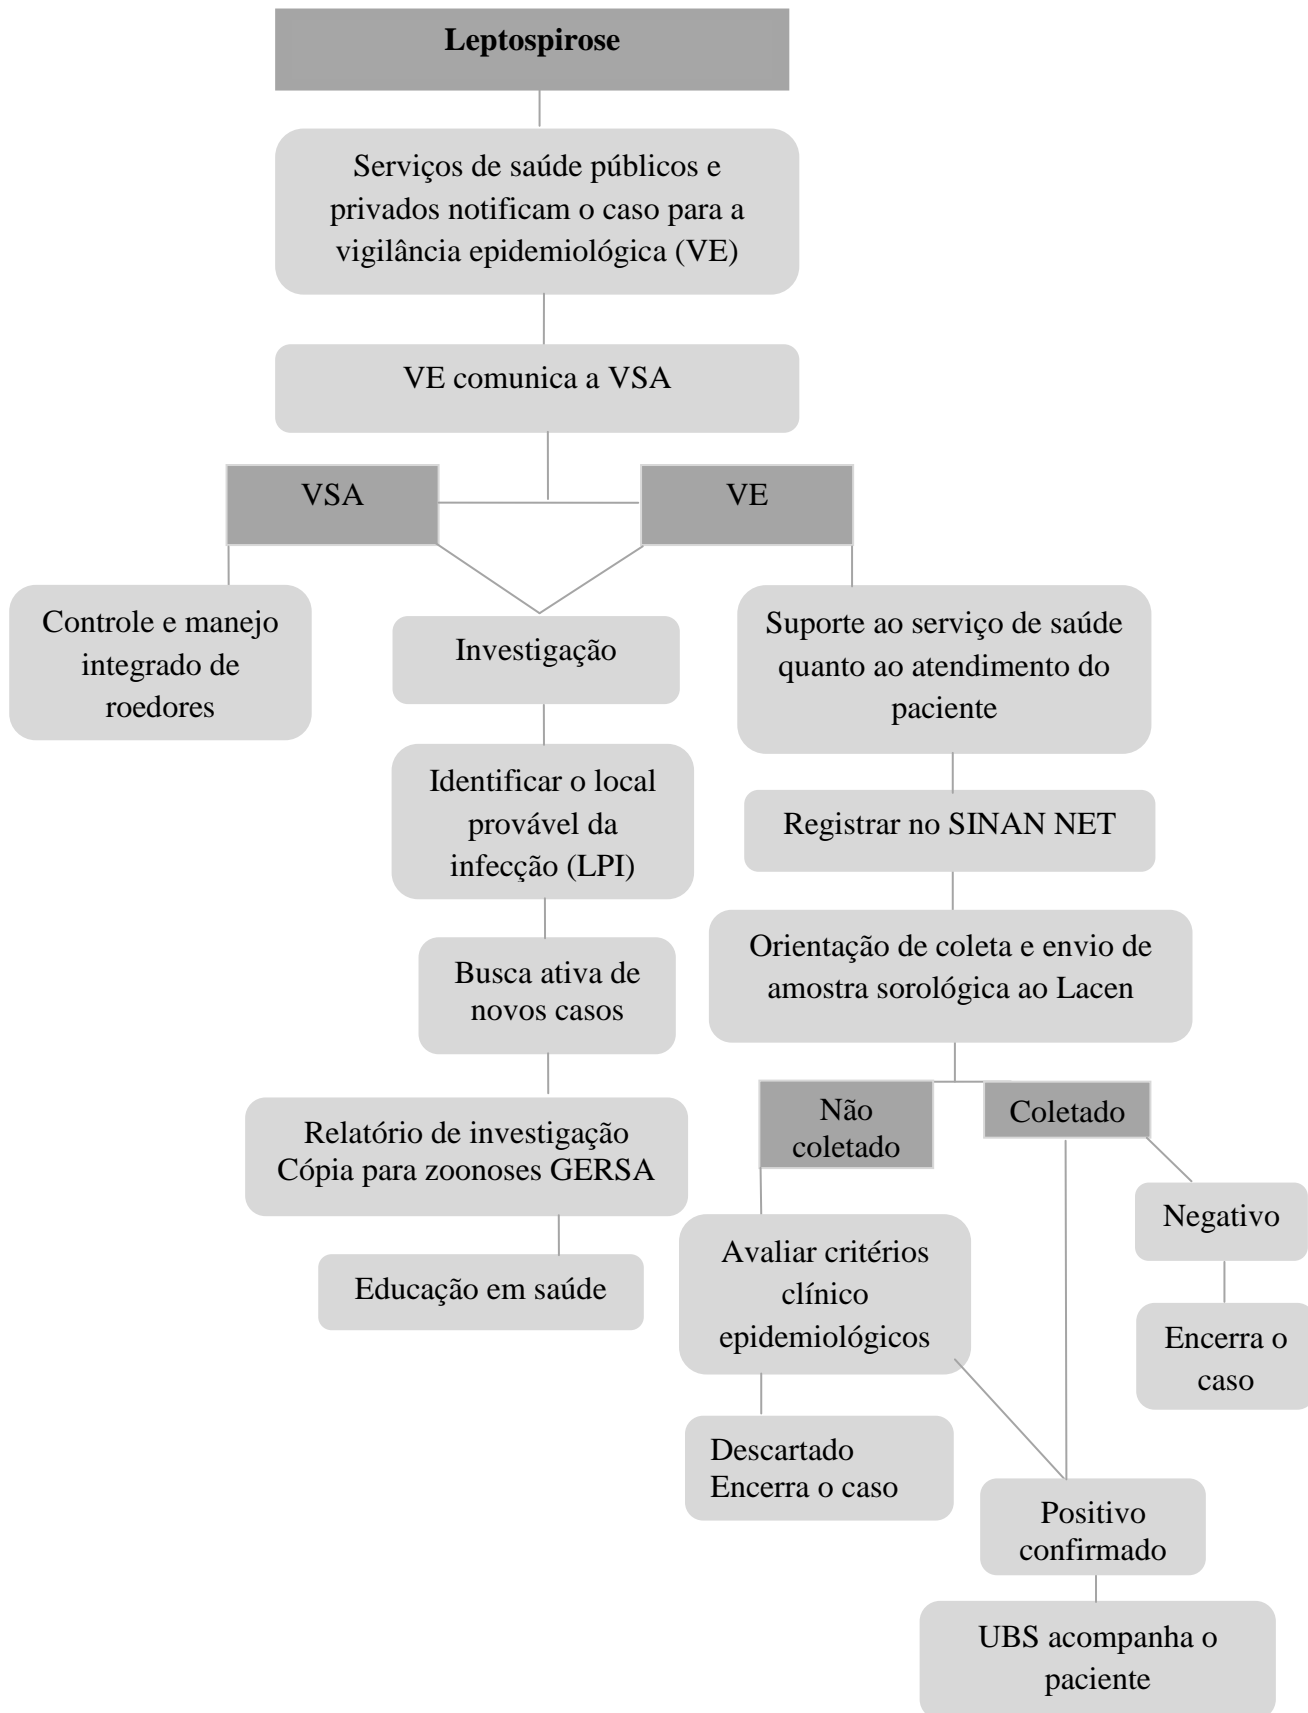 Leptospirose
Serviços de saúde públicos e
privados notificam o caso para a
vigilância epidemiológica (VE)
VE comunica a VSA
VSA
VE
Controle e manejo
integrado de
roedores
Investigação
Suporte ao serviço de saúde
quanto ao atendimento do
paciente
Identificar o local
provável da
infecção (LPI)
Registrar no SINAN NET
Busca ativa de
novos casos
Orientação de coleta e envio de
amostra sorológica ao Lacen
Relatório de investigação
Cópia para zoonoses GERSA
Educação em saúde
Não
coletado
Coletado
Avaliar critérios
clínico
epidemiológicos
Negativo
Encerra o
caso
Descartado
Encerra o caso
Positivo
confirmado
UBS acompanha o
paciente